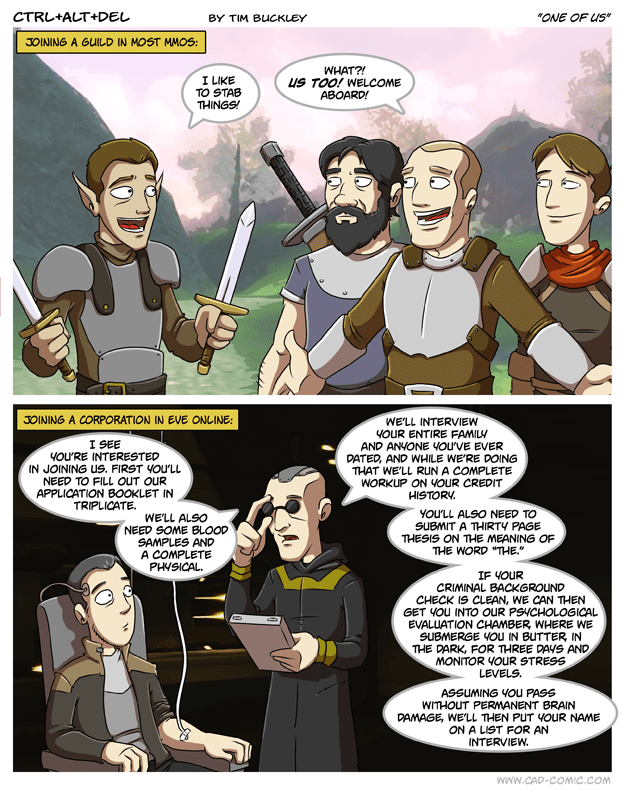 CTRL+ALT+DEL BY TIM BUCKLEY "ONE OF US"
JOINING A GUILD IN MOST MMOS:
I LIKE
TO STAB
THINGS!
WHAT?!
US TOO! WELCOME
ABOARD!
JOINING A CORPORATION IN EVE ONLINE:
I SEE
YOU'RE INTERESTED
IN JOINING US. FIRST YOU'LL
NEED TO FILL OUT OUR
APPLICATION BOOKLET IN
TRIPLICATE.
WE'LL ALSO
NEED SOME BLOOD
SAMPLES AND
A COMPLETE
PHYSICAL.
WE'LL INTERVIEW
YOUR ENTIRE FAMILY
AND ANYONE YOU'VE EVER
DATED, AND WHILE WE'RE DOING
THAT WE'LL RUN A COMPLETE
WORKUP ON YOUR CREDIT
HISTORY.
YOU'LL ALSO NEED TO
SUBMIT A THIRTY PAGE
THESIS ON THE MEANING OF
THE WORD "THE."
IF YOUR
CRIMINAL BACKGROUND
CHECK IS CLEAN, WE CAN THEN
GET YOU INTO OUR PSYCHOLOGICAL
EVALUATION CHAMBER, WHERE WE
SUBMERGE YOU IN BUTTER, IN
THE DARK, FOR THREE DAYS AND
MONITOR YOUR STRESS
LEVELS.
ASSUMING YOU PASS
WITHOUT PERMANENT BRAIN
DAMAGE, WE'LL THEN PUT YOUR NAME
ON A LIST FOR AN
INTERVIEW.
WWW.CAD-COMIC.COM